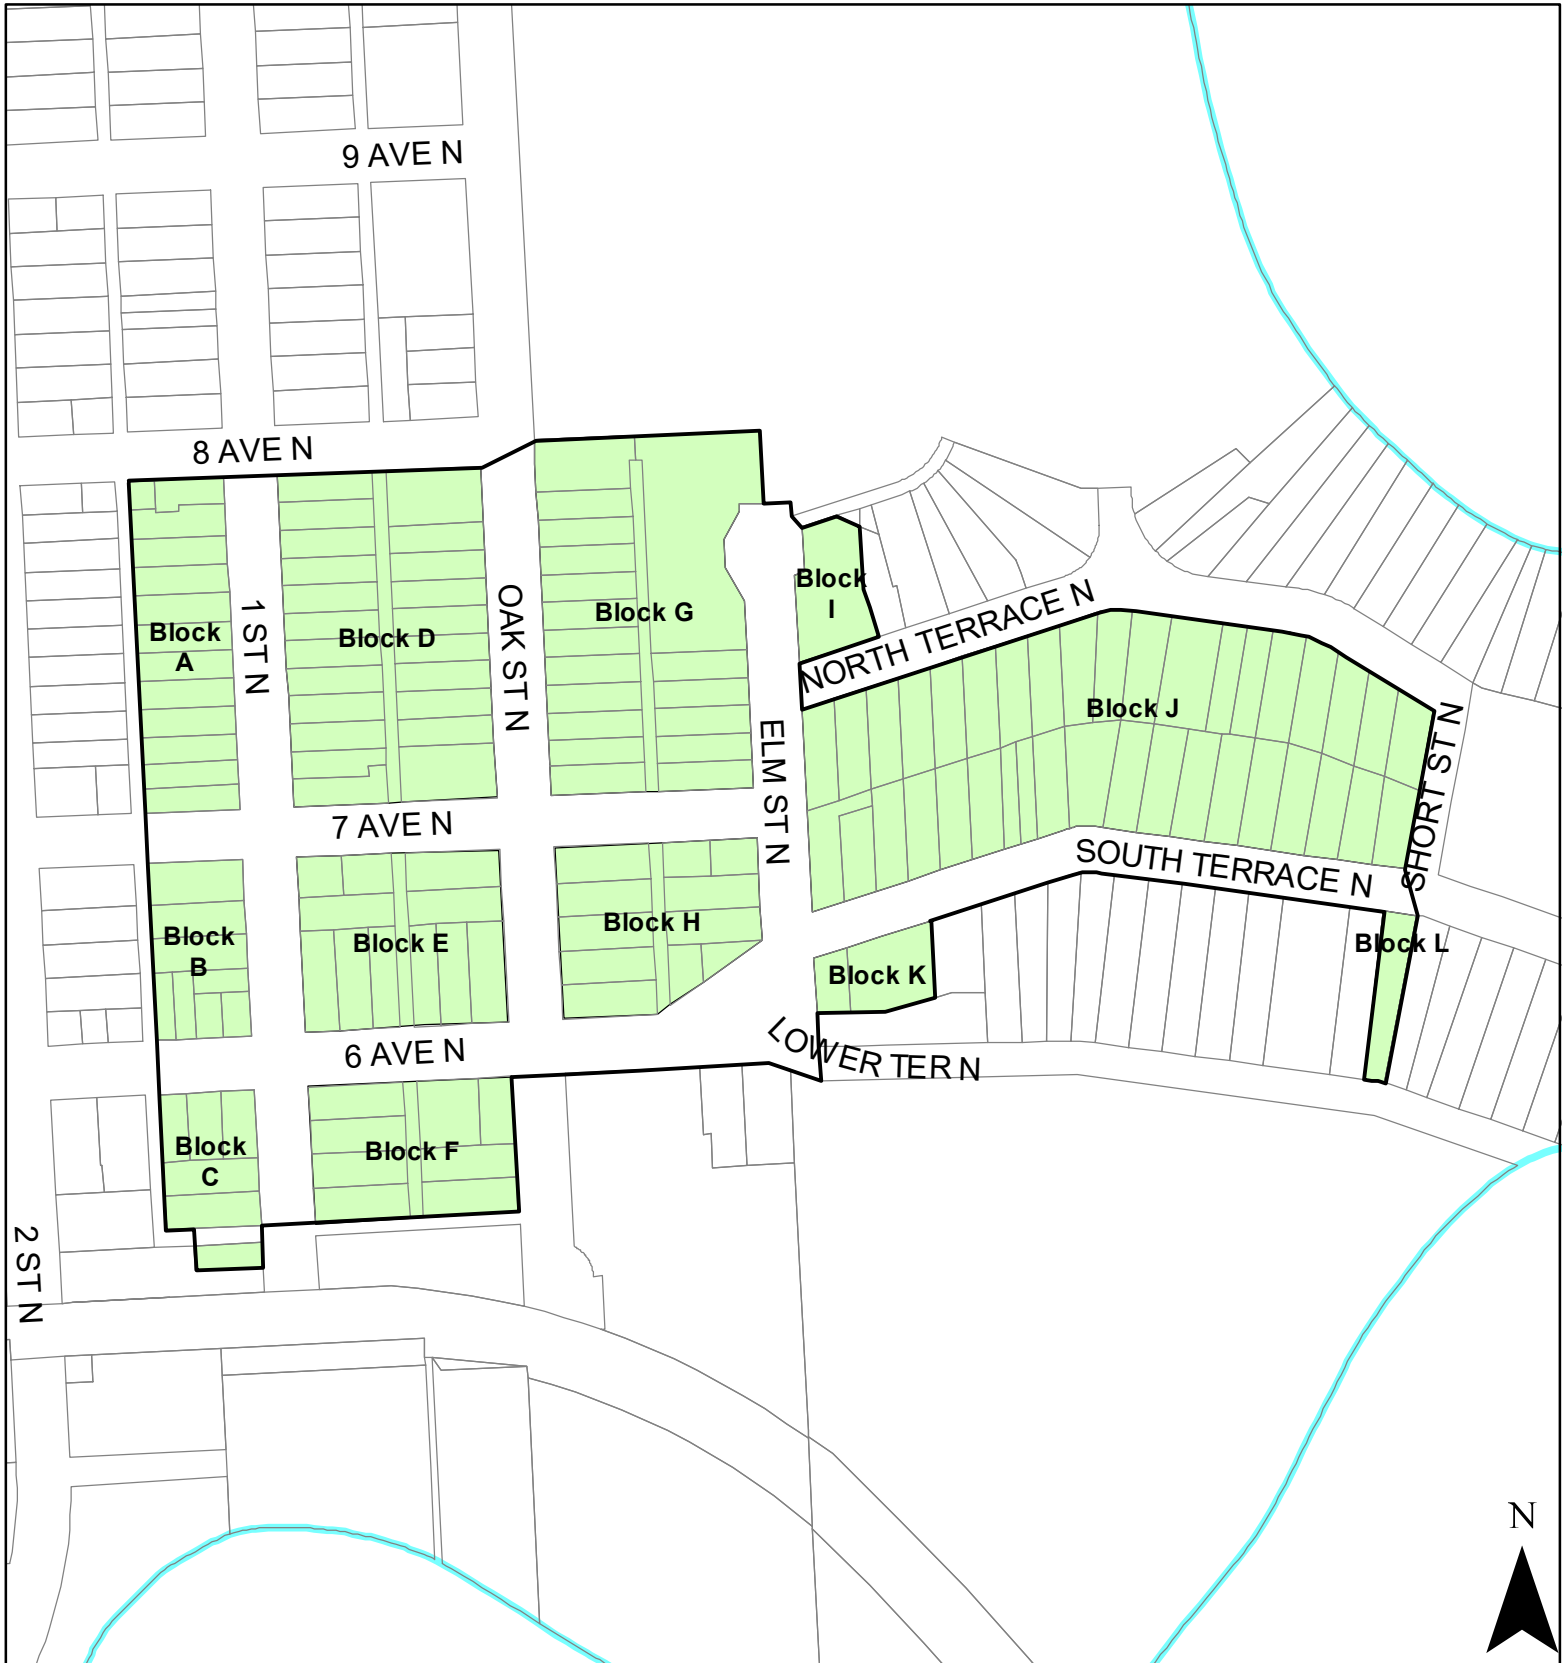 9 AVE N
8 AVE N
Block
I
NORTH TERRACE N
OAK ST N
1 ST N
Block
A
Block D
Block G
Block J
SHORT ST N
ELM ST N
7 AVE N
SOUTH TERRACE N
Block
B
Block E
Block H
Block L
Block K
LOWER TER N
6 AVE N
Block
C
Block F
2 ST N
N